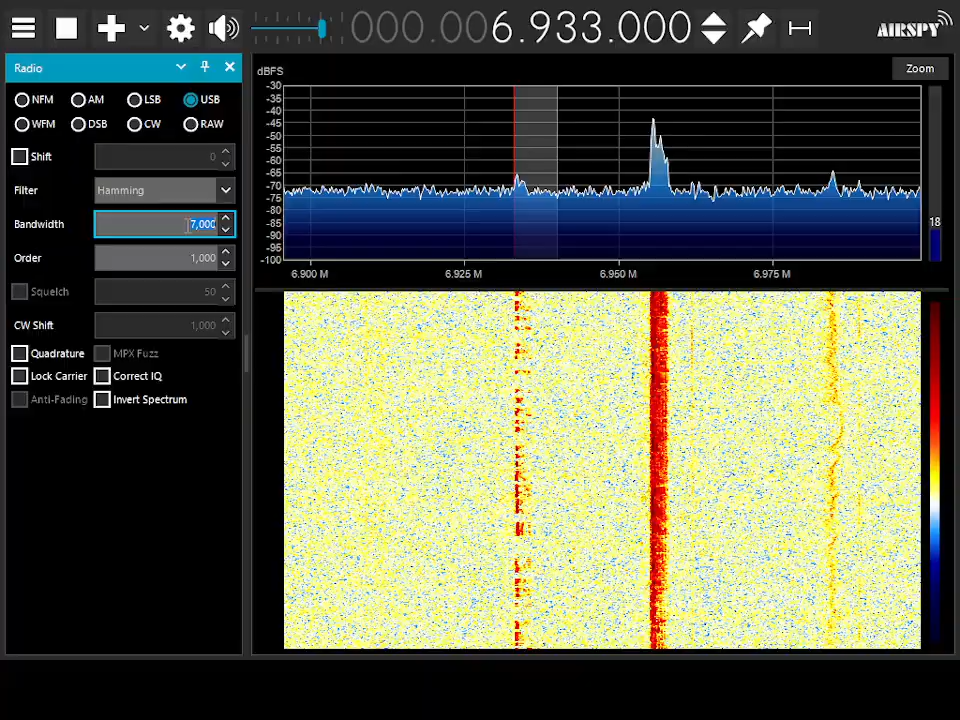 000.006.933.000
AIRSPY
Radio
NFM AM LSB USB
WFM DSB CW RAW
Shift 0
Filter Hamming
Bandwidth 7,000
Order 1,000
Squelch 50
CW Shift 1,000
Quadrature MPX Fuzz
Lock Carrier Correct IQ
Anti-Fading Invert Spectrum
dBFS
Zoom
-30
-35
-40
-45
-50
-55
-60
-65
-70
-75
-80
-85
-90
-95
-100
18
6.900 M 6.925 M 6.950 M 6.975 M